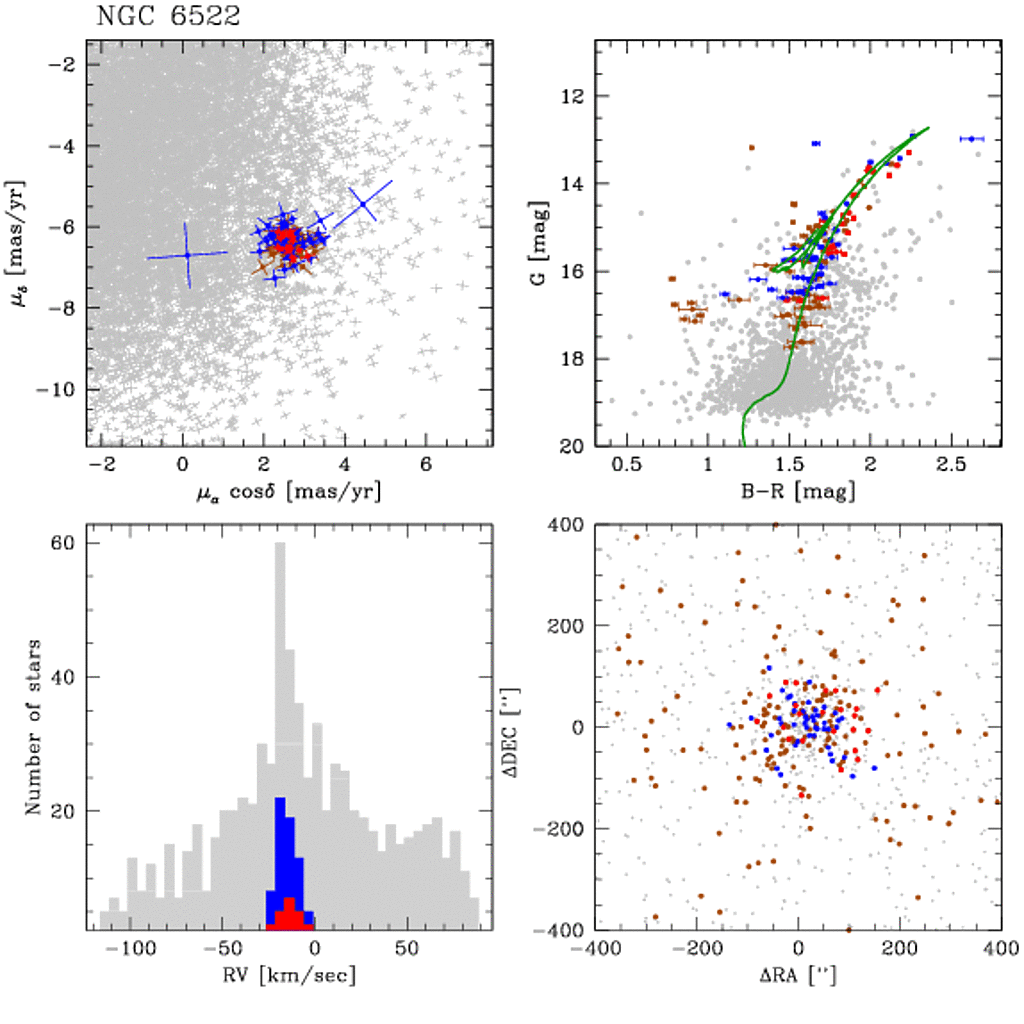 NGC 6522
−2
−4
−6
−8
−10
μδ [mas/yr]
−2 0 2 4 6
μα cosδ [mas/yr]
12
14
16
18
20
G [mag]
0.5 1 1.5 2 2.5
B−R [mag]
60
40
20
Number of stars
−100 −50 0 50
RV [km/sec]
400
200
0
−200
−400
ΔDEC [“]
−400 −200 0 200 400
ΔRA [“]